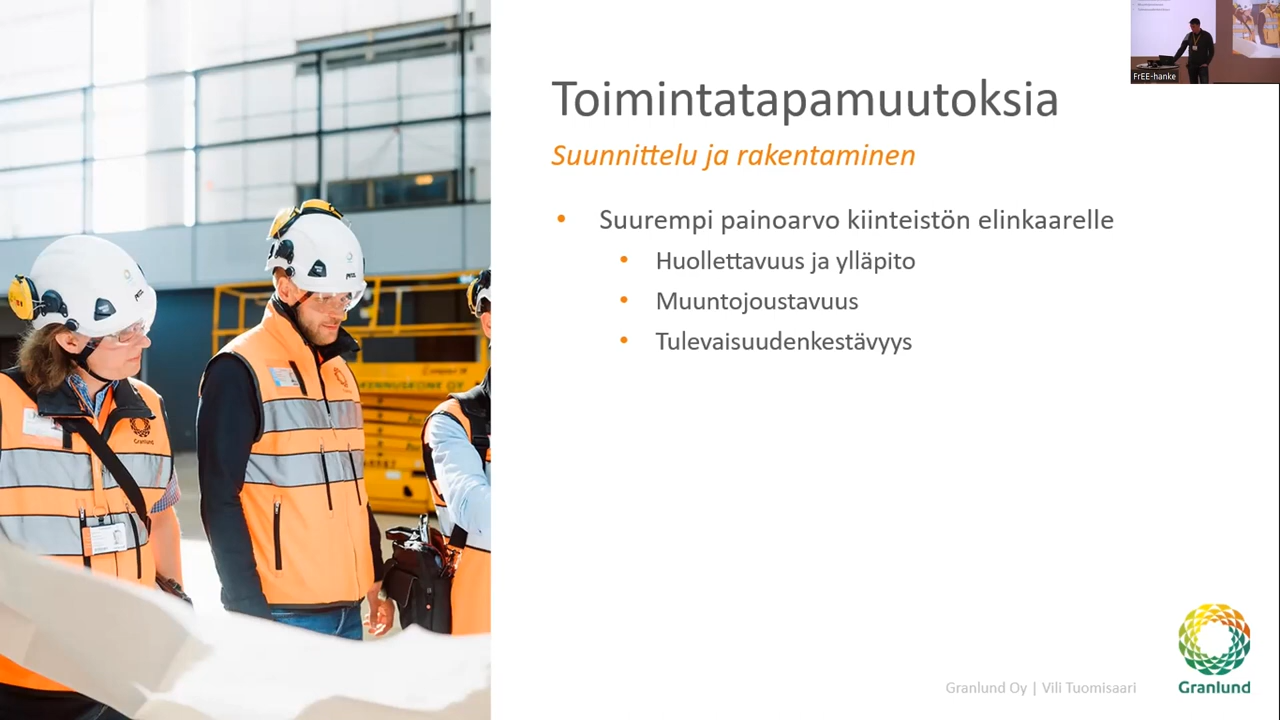 Toimintatapamuutoksia
Suunnittelu ja rakentaminen
• Suurempi painoarvo kiinteistön elinkaarelle
• Huollettavuus ja ylläpito
• Muuntojoustavuus
• Tulevaisuudenkestävyys
FrEE-hanke
Granlund
Granlund Oy | Vili Tuomisaari
Granlund